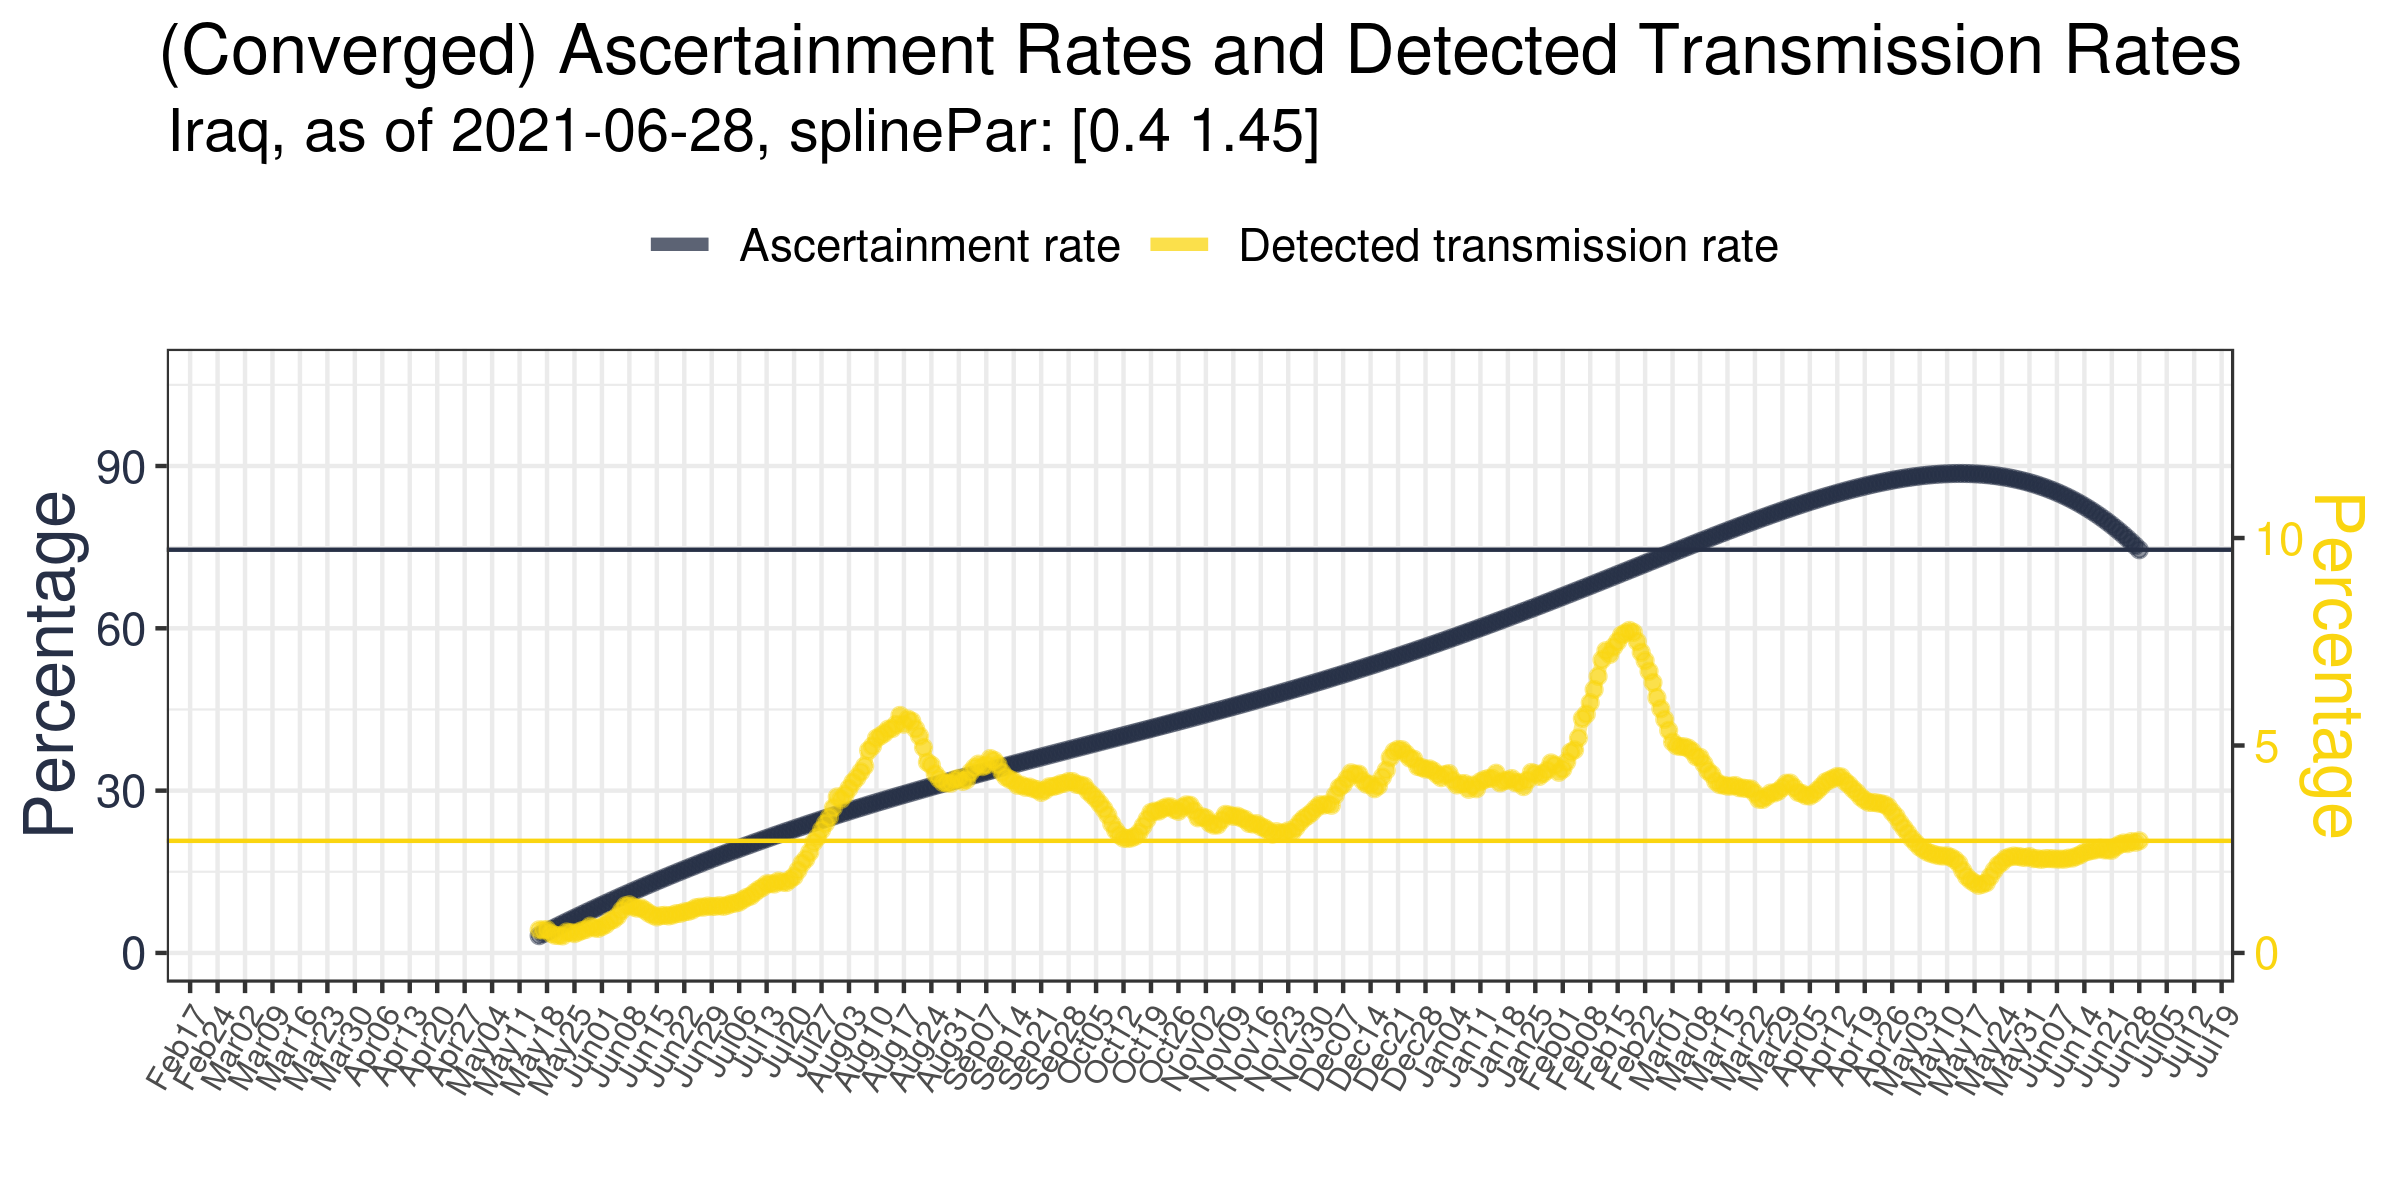 (Converged) Ascertainment Rates and Detected Transmission Rates
Iraq, as of 2021-06-28, splinePar: [0.4 1.45]
Ascertainment rate Detected transmission rate
Percentage
90
60
30
0
10
5
0
Percentage
Feb17 Feb24 Mar02 Mar09 Mar16 Mar23 Mar30 Apr06 Apr13 Apr20 Apr27 May04 May11 May18 May25 Jun01 Jun08 Jun15 Jun22 Jun29 Jul06 Jul13 Jul20 Jul27 Aug03 Aug10 Aug17 Aug24 Aug31 Sep07 Sep14 Sep21 Sep28 Oct05 Oct12 Oct19 Oct26 Nov02 Nov09 Nov16 Nov23 Nov30 Dec07 Dec14 Dec21 Dec28 Jan04 Jan11 Jan18 Jan25 Feb01 Feb08 Feb15 Feb22 Mar01 Mar08 Mar15 Mar22 Mar29 Apr05 Apr12 Apr19 Apr26 May03 May10 May17 May24 May31 Jun07 Jun14 Jun21 Jun28 Jul05 Jul12 Jul19